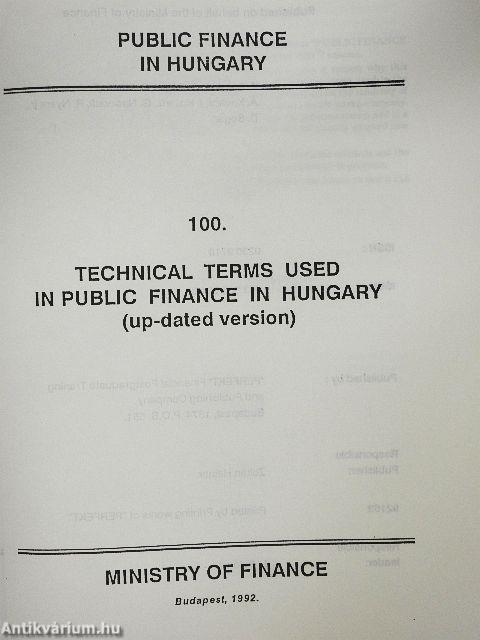 PUBLIC FINANCE
IN HUNGARY
100.
TECHNICAL TERMS USED
IN PUBLIC FINANCE IN HUNGARY
(up-dated version)
MINISTRY OF FINANCE
Budapest, 1992.
Antikvárium.hu